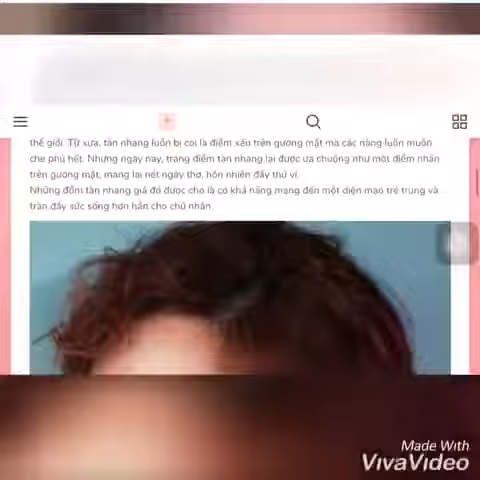 thế giới. Từ xưa, tàn nhang luôn bị coi là điểm xấu trên gương mặt mà các nàng luôn muốn
che phủ hết. Nhưng ngày nay, trang điểm tàn nhang lại được ưa chuộng như một điểm nhấn
trên gương mặt, mang lại nét ngây thơ, hồn nhiên đầy thú vị.
Những đốm tàn nhang giả đó được cho là có khả năng mang đến một diện mạo trẻ trung và
tràn đầy sức sống hơn hẳn cho chủ nhân.
Made With
VivaVideo